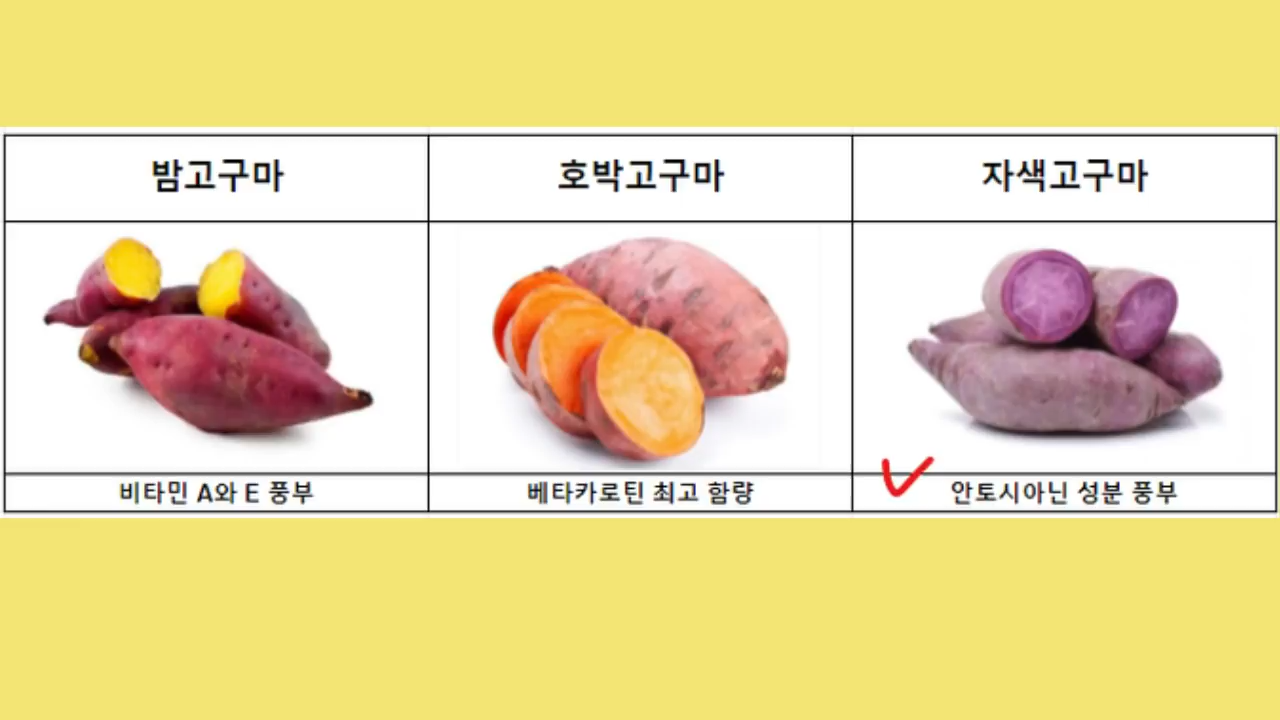 밤고구마
호박고구마
자색고구마
비타민 A와 E 풍부
베타카로틴 최고 함량
안토시아닌 성분 풍부